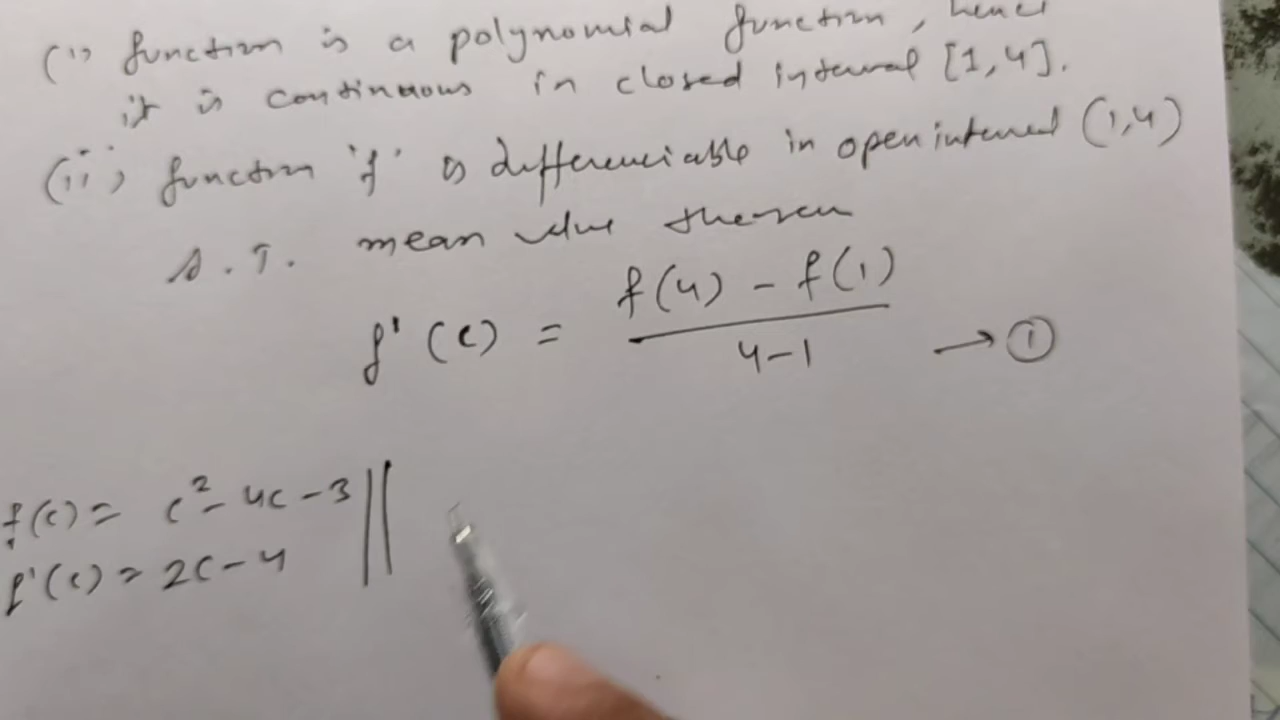 (i) function is a polynomial function, hence
it is continuous in closed interval [1,4].
(ii) function 'f' is differenciable in open interval (1,4)
s.T. mean value theorem
f'(c) = f(4) - f(1) / 4-1 → ①
f(c) = c² - 4c - 3
f'(c) = 2c - 4